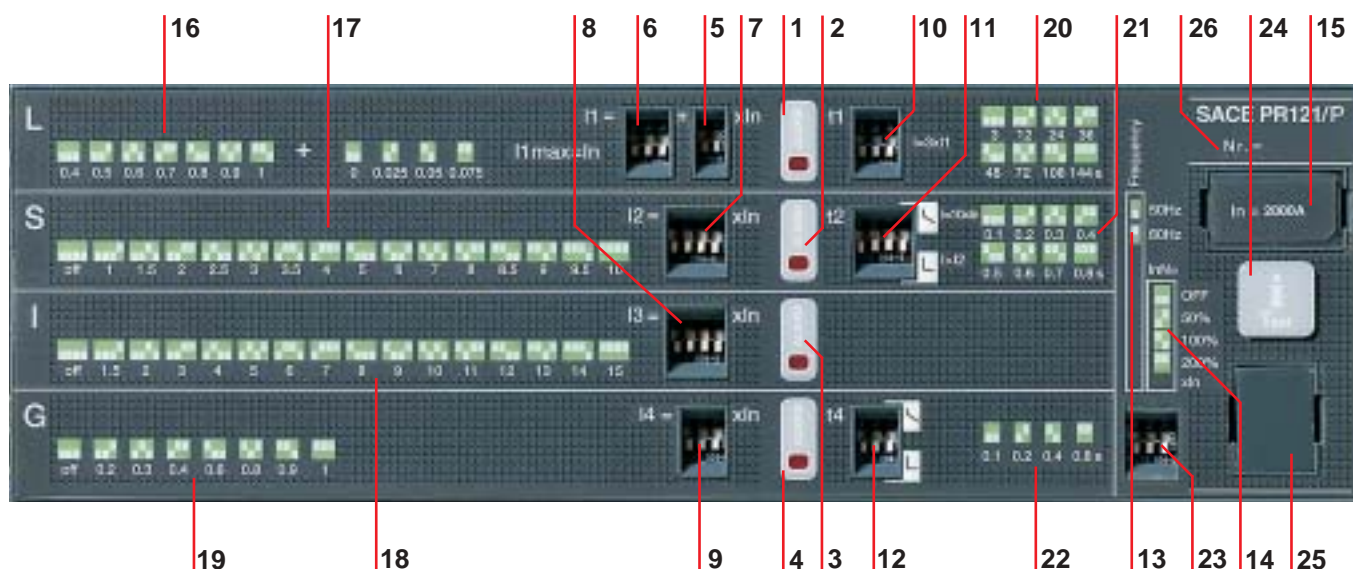 16 17 8 6 5 7 1 2 10 11 20 21 26 24 15
L I1 = + xIn t1 3 12 24 36 SACE PR121/P
I1max=In I=3xI1 Nr.=
0.4 0.5 0.6 0.7 0.8 0.9 1 + 0 0.025 0.05 0.075 48 72 108 144 s
Frequency
S I2 = xIn t2 50Hz In = 2000A
0.1 0.2 0.3 0.4 60Hz
off 1 1.5 2 2.5 3 3.5 4 5 6 7 8 8.5 9 9.5 10 0.5 0.6 0.7 0.8 s
InN=
I I3 = xIn OFF
50% Test
100%
off 1.5 2 3 4 5 6 7 8 9 10 11 12 13 14 15 200%
xIn
G I4 = xIn t4
off 0.2 0.3 0.4 0.6 0.8 0.9 1 0.1 0.2 0.4 0.8 s
19 18 9 4 3 12 22 13 23 14 25